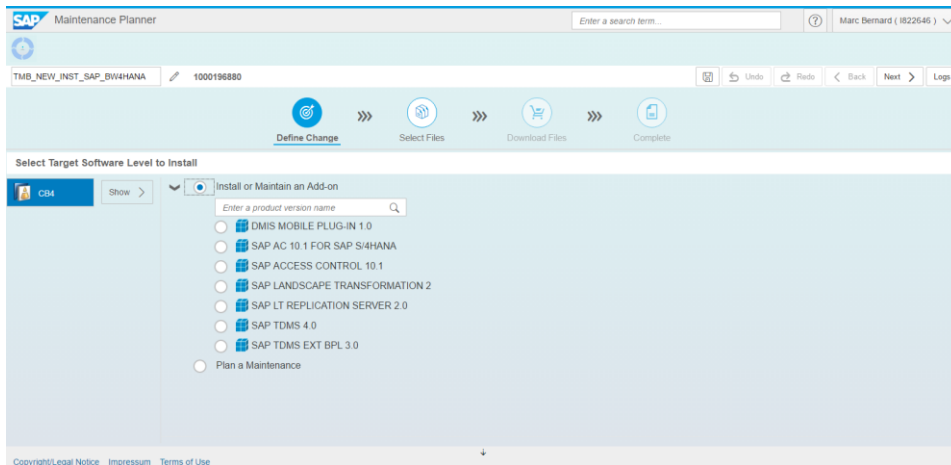 SAP Maintenance Planner Enter a search term... ? Marc Bernard ( I822646 )
TMB_NEW_INST_SAP_BW4HANA 1000196880 Undo Redo Back Next Logs
Define Change Select Files Download Files Complete
Select Target Software Level to Install
CB4 Show Install or Maintain an Add-on
Enter a product version name
DMIS MOBILE PLUG-IN 1.0
SAP AC 10.1 FOR SAP S/4HANA
SAP ACCESS CONTROL 10.1
SAP LANDSCAPE TRANSFORMATION 2
SAP LT REPLICATION SERVER 2.0
SAP TDMS 4.0
SAP TDMS EXT BPL 3.0
Plan a Maintenance
Copyright/Legal Notice Impressum Terms of Use